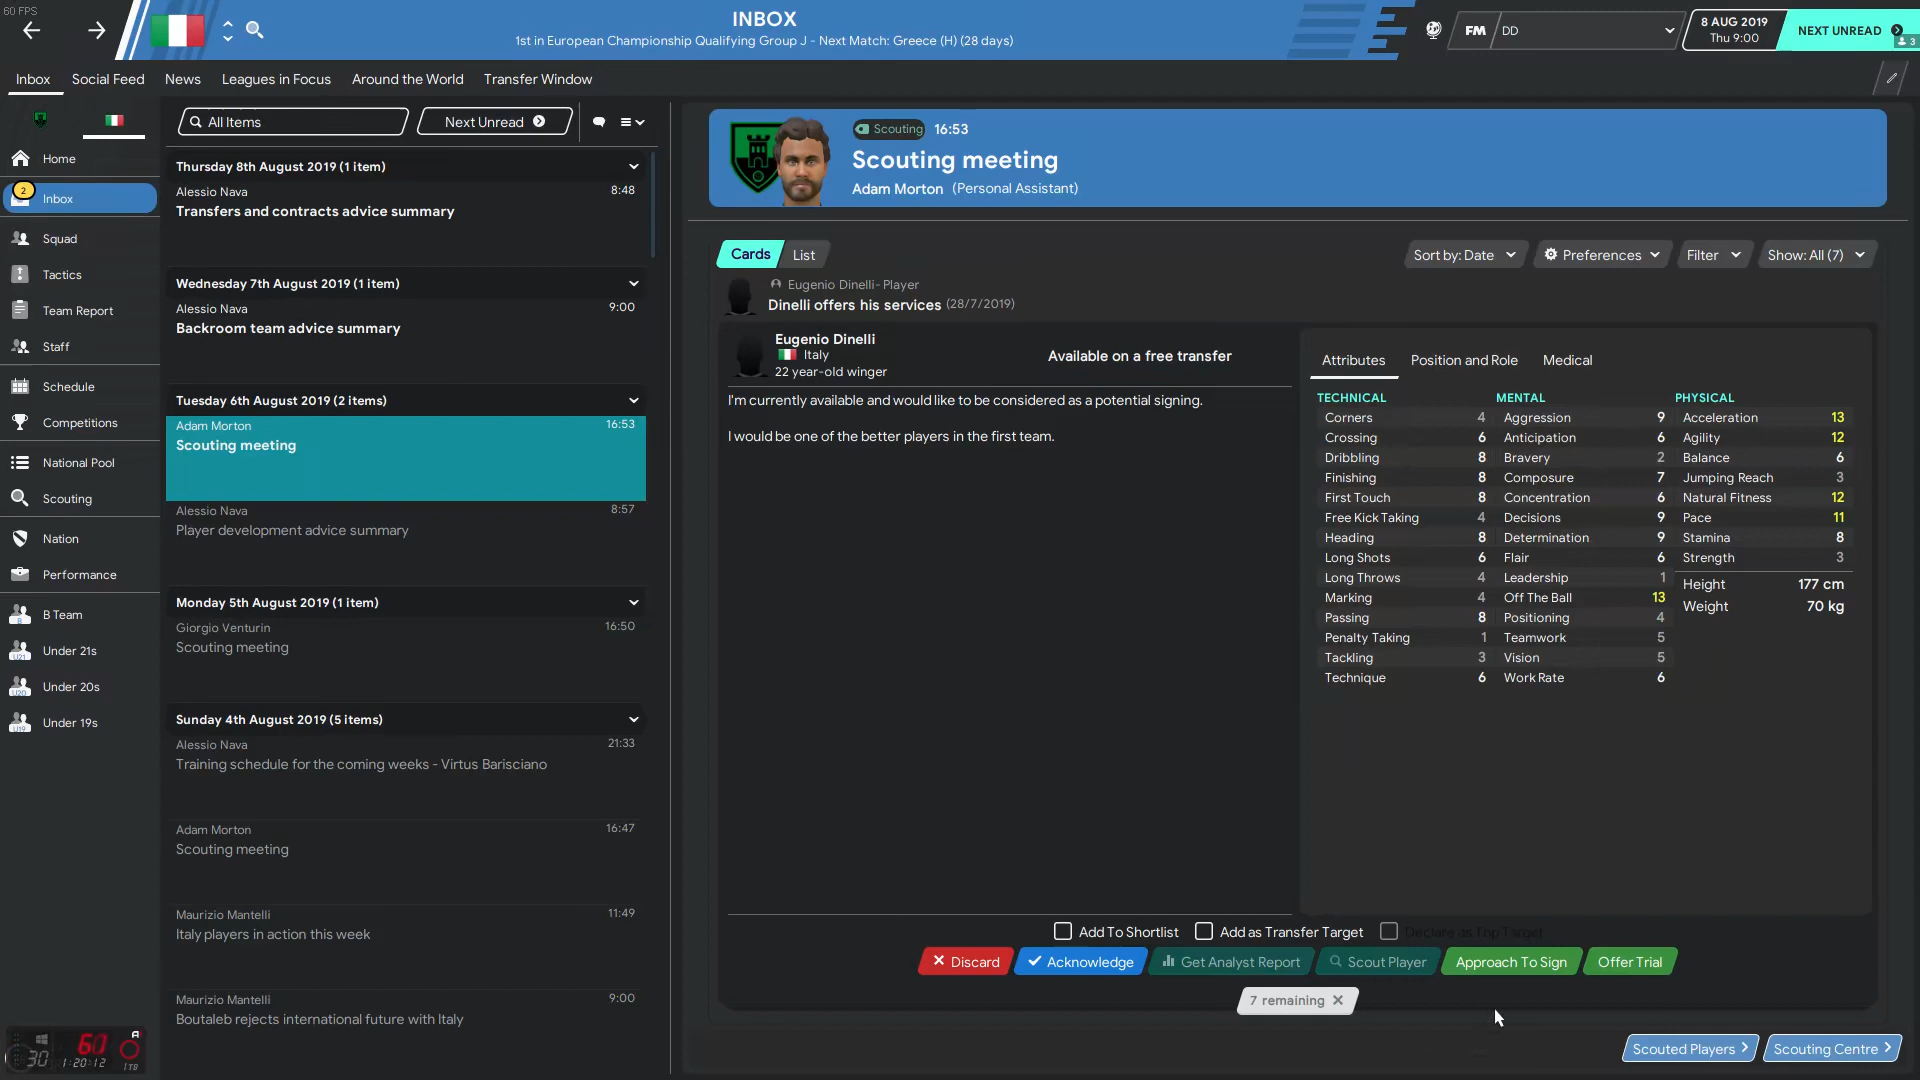 60 FPS
INBOX
1st in European Championship Qualifying Group J - Next Match: Greece (H) (28 days)
FM DD
8 AUG 2019
Thu 9:00
NEXT UNREAD
3
Inbox Social Feed News Leagues in Focus Around the World Transfer Window
Home
2
Inbox
Squad
Tactics
Team Report
Staff
Schedule
Competitions
National Pool
Scouting
Nation
Performance
B Team
Under 21s
Under 20s
Under 19s
60
30 1:20:12
1TB
All Items
Next Unread
Thursday 8th August 2019 (1 item)
Alessio Nava 8:48
Transfers and contracts advice summary
Wednesday 7th August 2019 (1 item)
Alessio Nava 9:00
Backroom team advice summary
Tuesday 6th August 2019 (2 items)
Adam Morton 16:53
Scouting meeting
Alessio Nava 8:57
Player development advice summary
Monday 5th August 2019 (1 item)
Giorgio Venturin 16:50
Scouting meeting
Sunday 4th August 2019 (5 items)
Alessio Nava 21:33
Training schedule for the coming weeks - Virtus Barisciano
Adam Morton 16:47
Scouting meeting
Maurizio Mantelli 11:49
Italy players in action this week
Maurizio Mantelli 9:00
Boutaleb rejects international future with Italy
Scouting 16:53
Scouting meeting
Adam Morton (Personal Assistant)
Cards List
Sort by: Date Preferences Filter Show: All (7)
Eugenio Dinelli - Player
Dinelli offers his services (28/7/2019)
Eugenio Dinelli
Italy
22 year-old winger
Available on a free transfer
I'm currently available and would like to be considered as a potential signing.
I would be one of the better players in the first team.
Attributes Position and Role Medical
TECHNICAL MENTAL PHYSICAL
Corners 4 Aggression 9 Acceleration 13
Crossing 6 Anticipation 6 Agility 12
Dribbling 8 Bravery 2 Balance 6
Finishing 8 Composure 7 Jumping Reach 3
First Touch 8 Concentration 6 Natural Fitness 12
Free Kick Taking 4 Decisions 9 Pace 11
Heading 8 Determination 9 Stamina 8
Long Shots 6 Flair 6 Strength 3
Long Throws 4 Leadership 1 Height 177 cm
Marking 4 Off The Ball 13 Weight 70 kg
Passing 8 Positioning 4
Penalty Taking 1 Teamwork 5
Tackling 3 Vision 5
Technique 6 Work Rate 6
Add To Shortlist Add as Transfer Target Declare as Top Target
Discard Acknowledge Get Analyst Report Scout Player Approach To Sign Offer Trial
7 remaining
Scouted Players Scouting Centre